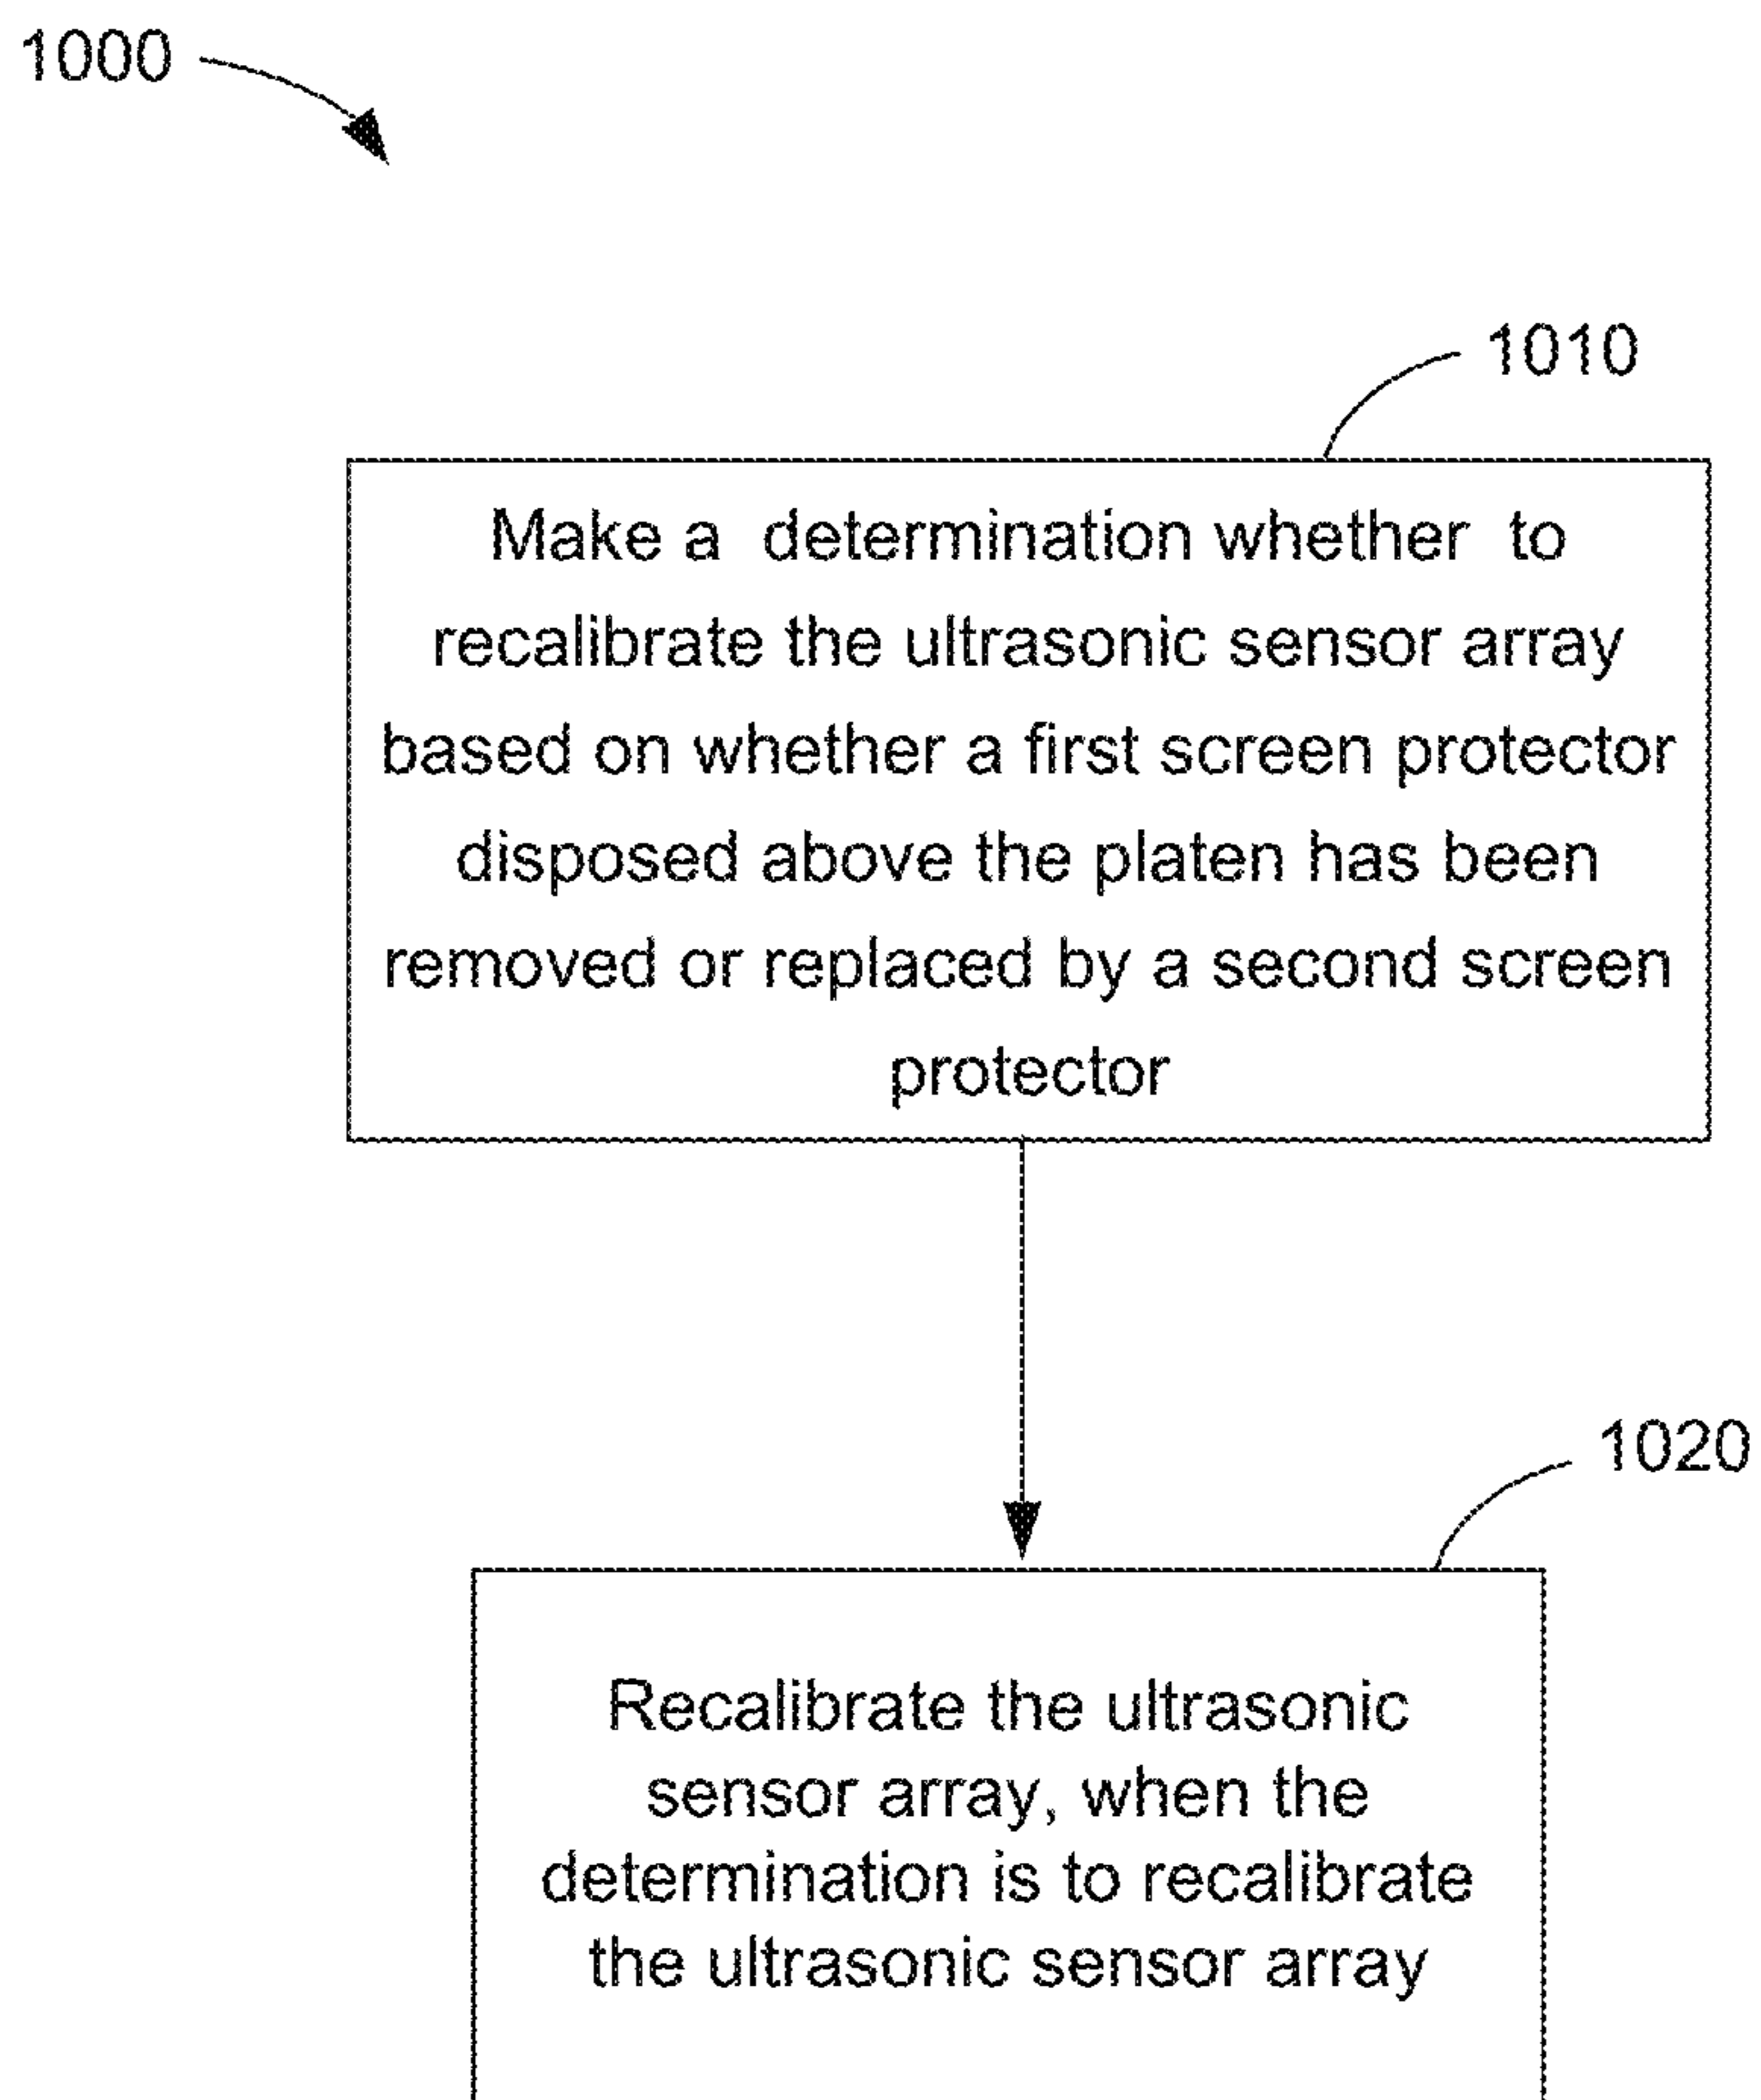 1000
1010
Make a determination whether to
recalibrate the ultrasonic sensor array
based on whether a first screen protector
disposed above the platen has been
removed or replaced by a second screen
protector
1020
Recalibrate the ultrasonic
sensor array, when the
determination is to recalibrate
the ultrasonic sensor array